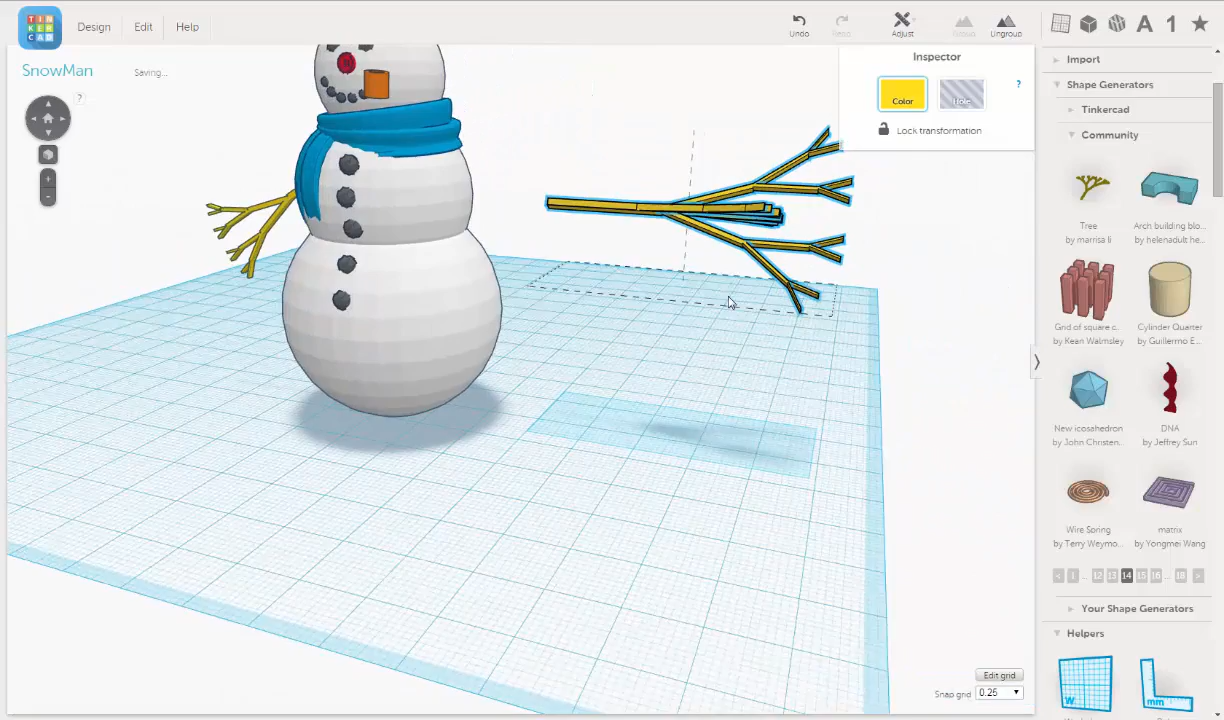 TIN
KER
CAD
Design
Edit
Help
Undo
Redo
Adjust
Group
Ungroup
SnowMan
Saving...
?
Inspector
Color
Hole
?
Lock transformation
Import
Shape Generators
Tinkercad
Community
Tree
by marrisa li
Arch building blo..
by helenadult he..
Grid of square c..
by Kean Walmsley
Cylinder Quarter
by Guillermo E...
New icosahedron
by John Christen..
DNA
by Jeffrey Sun
Wire Spring
by Terry Weymo...
matrix
by Yongmei Wang
< 1 ... 12 13 14 15 16 ... 18 >
Your Shape Generators
Helpers
W
mm
Edit grid
Snap grid 0.25